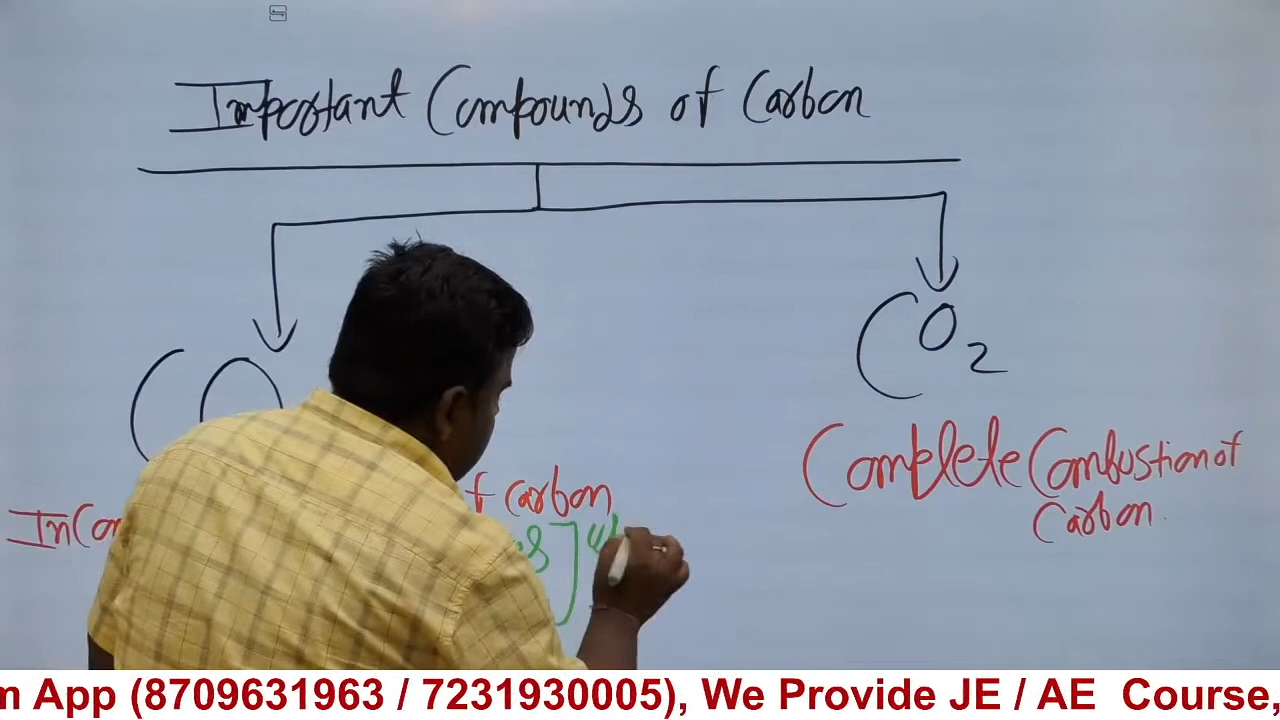 Important Compounds of Carbon
CO
CO2
Complete Combustion of
Carbon.
InCom
of Carbon
m App (8709631963 / 7231930005), We Provide JE / AE Course,